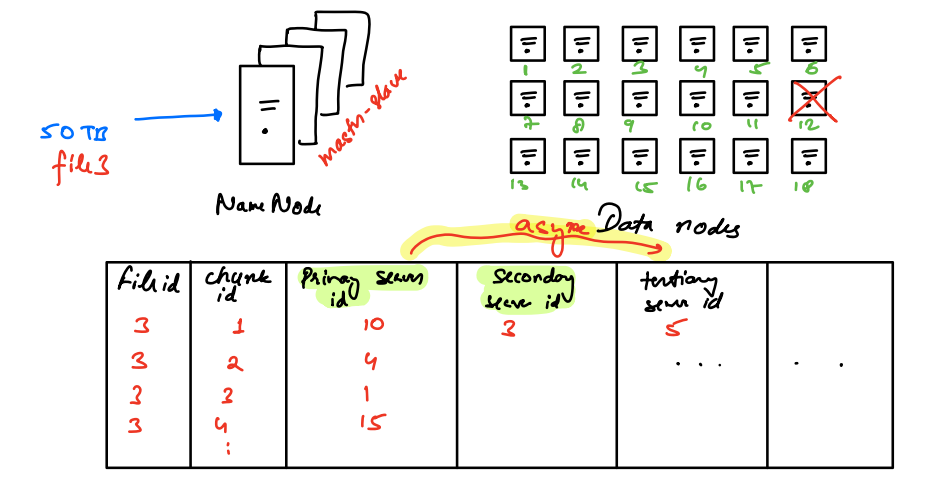 1 2 3 4 5 6
50 TB
file3
master-slave
7 8 9 10 11 12
13 14 15 16 17 18
NameNode
async
Data nodes
File id
chunk
id
Primary server
id
Secondary
server id
tertiary
server id
3 1 10 3 5
3 2 4 . . . . .
3 3 1
3 4 15
: